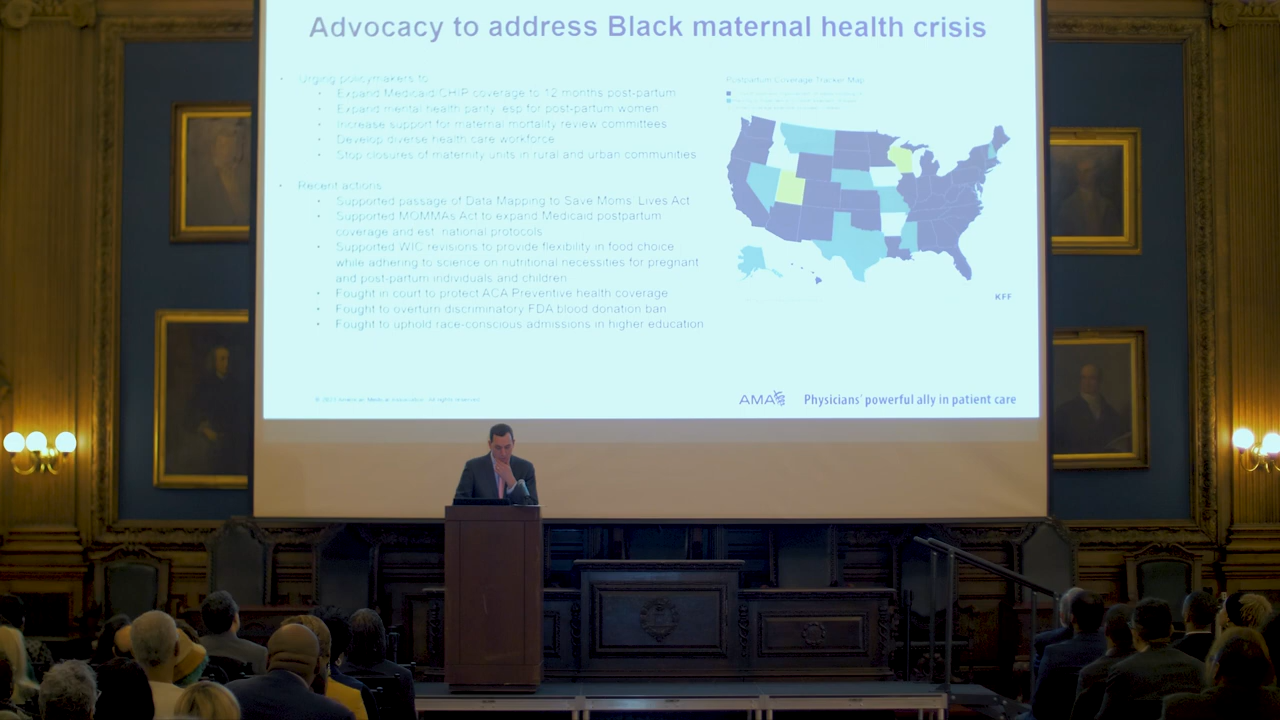 Advocacy to address Black maternal health crisis
Urging policymakers to:
Expand Medicaid/CHIP coverage to 12 months post-partum
Expand mental health parity, esp for post-partum women
Increase support for maternal mortality review committees
Develop diverse health care workforce
Stop closures of maternity units in rural and urban communities
Recent actions
Supported passage of Data Mapping to Save Moms' Lives Act
Supported MOMMAs Act to expand Medicaid postpartum
coverage and est. national protocols
Supported WIC revisions to provide flexibility in food choice
while adhering to science on nutritional necessities for pregnant
and post-partum individuals and children
Fought in court to protect ACA Preventive health coverage
Fought to overturn discriminatory FDA blood donation ban
Fought to uphold race-conscious admissions in higher education
Postpartum Coverage Tracker Map
KFF
American Medical Association. All rights reserved.
AMA Physicians' powerful ally in patient care